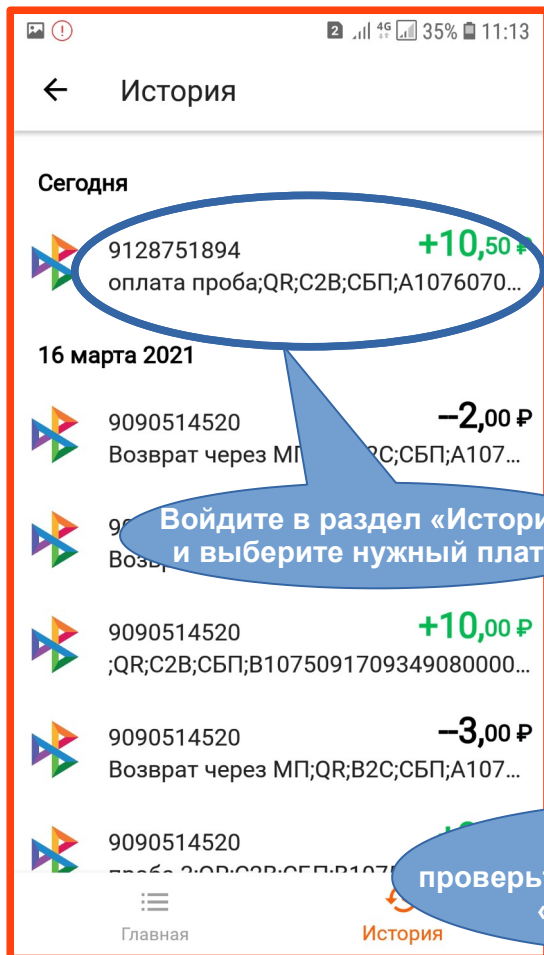 2 4G 35% 11:13
История
Сегодня
9128751894 +10,50 ₽
оплата проба;QR;C2B;СБП;A1076070...
16 марта 2021
9090514520 –2,00 ₽
Возврат через МП 2C;СБП;A107...
Войдите в раздел «Истори
и выберите нужный плат
9090514520 +10,00 ₽
;QR;C2B;СБП;B1075091709349080000...
9090514520 –3,00 ₽
Возврат через МП;QR;B2C;СБП;A107...
9090514520
проверь
Главная
История